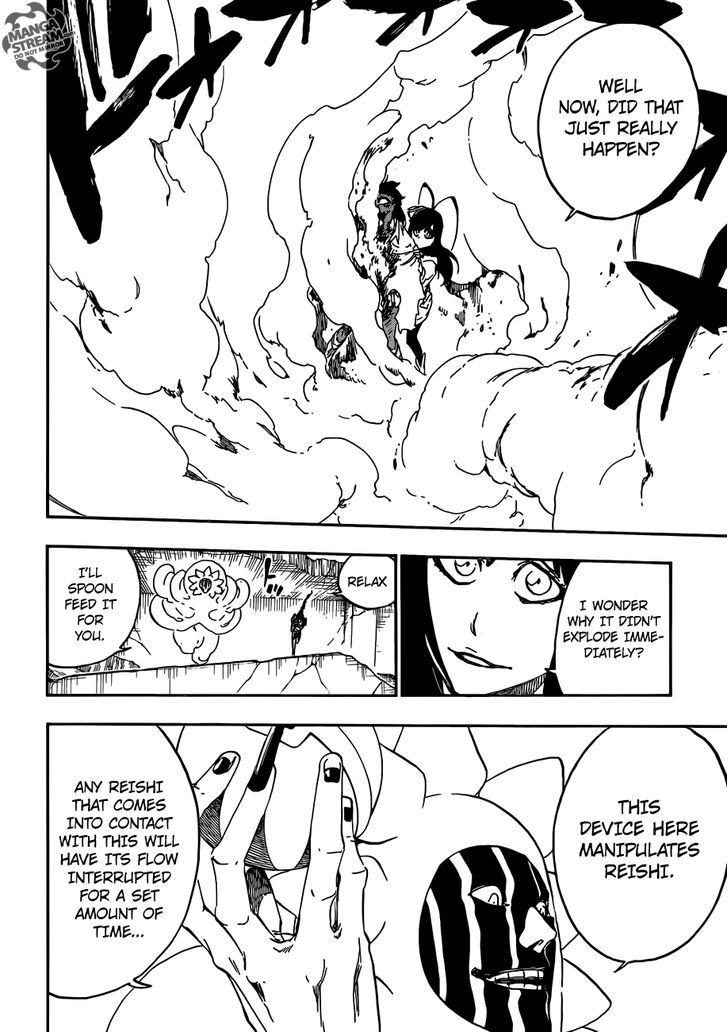 MANGA
STREAM.com
DO NOT MIRROR
WELL
NOW, DID THAT
JUST REALLY
HAPPEN?
I WONDER
WHY IT DIDN'T
EXPLODE IMME-
DIATELY?
RELAX
I'LL
SPOON
FEED IT
FOR
YOU.
THIS
DEVICE HERE
MANIPULATES
REISHI.
ANY REISHI
THAT COMES
INTO CONTACT
WITH THIS WILL
HAVE ITS FLOW
INTERRUPTED
FOR A SET
AMOUNT OF
TIME...